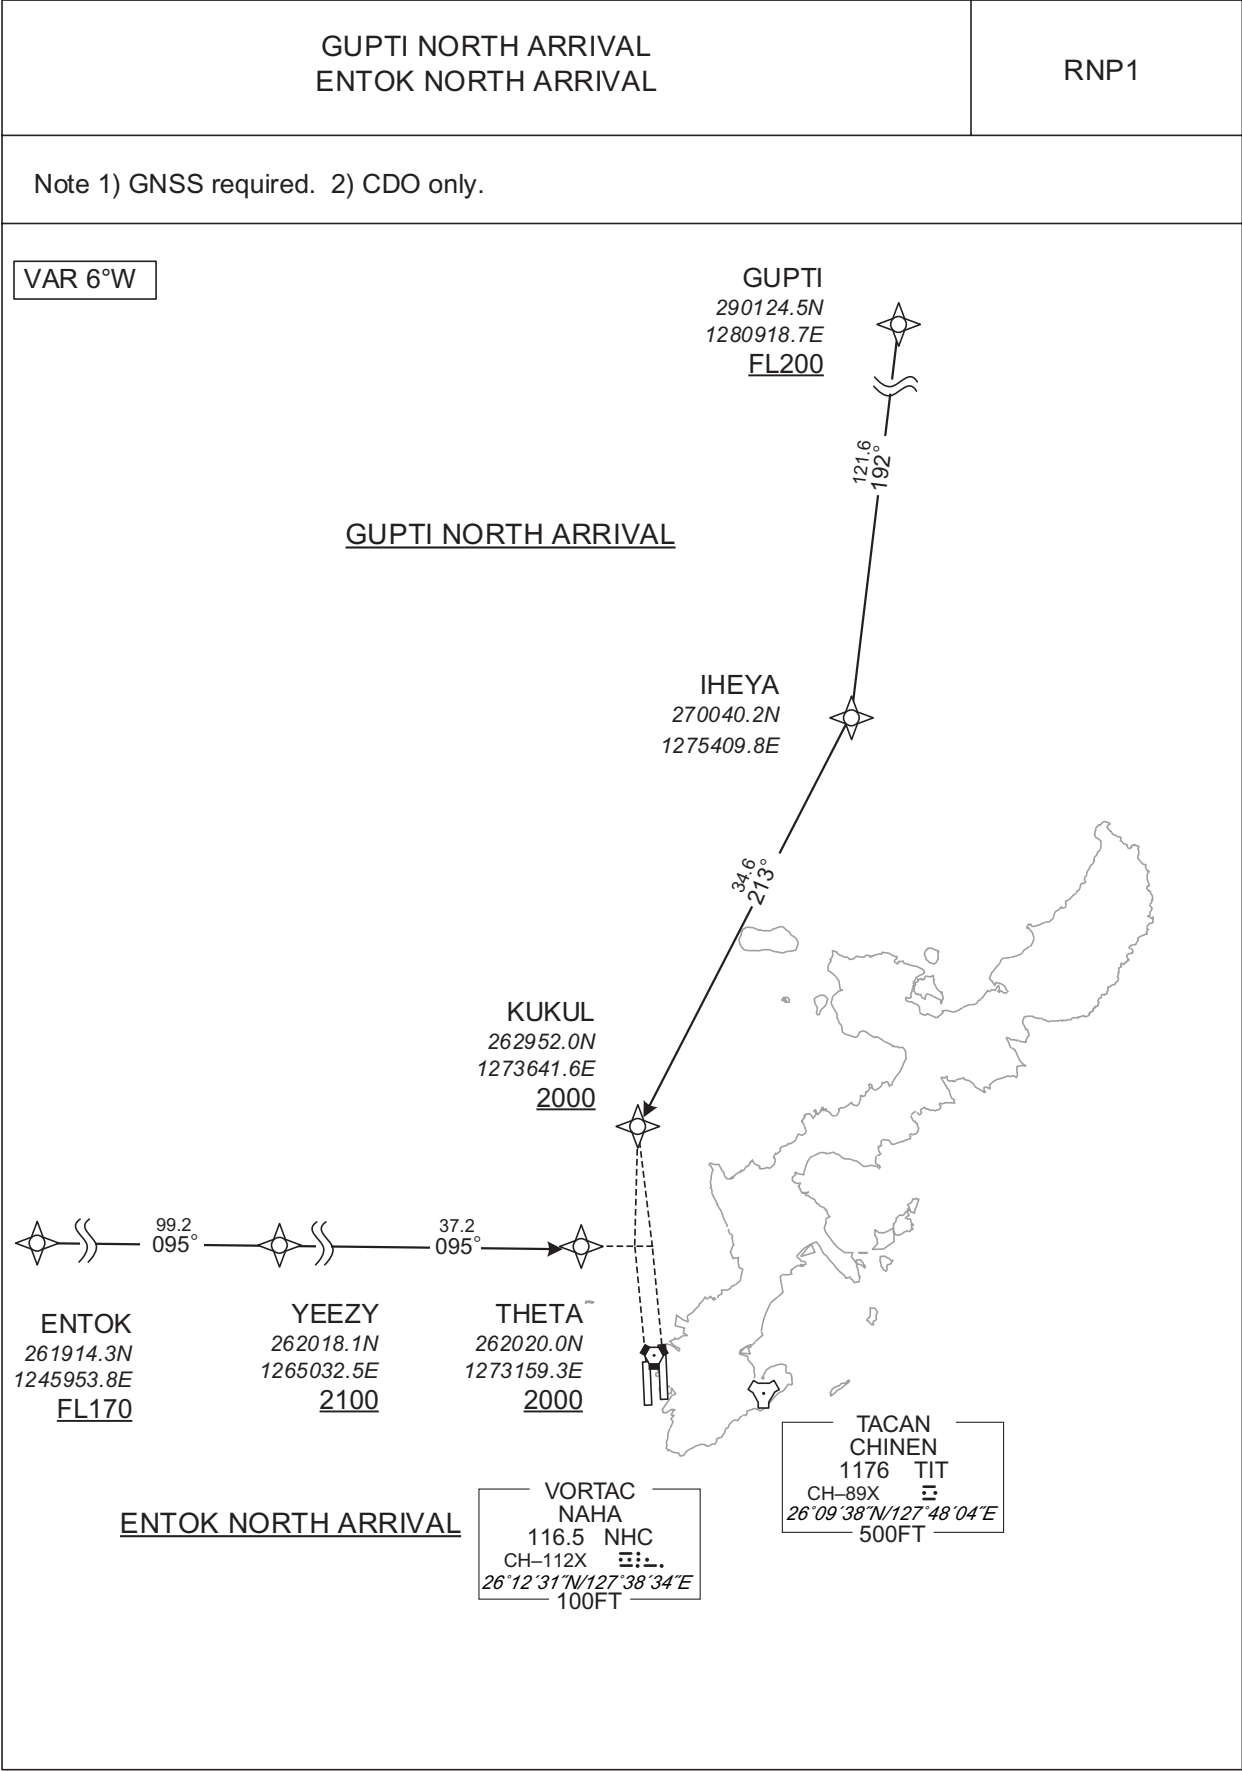 GUPTI NORTH ARRIVAL
ENTOK NORTH ARRIVAL
RNP1
Note 1) GNSS required.  2) CDO only.
VAR 6°W
GUPTI
290124.5N
1280918.7E
FL200
121.6
192°
GUPTI NORTH ARRIVAL
IHEYA
270040.2N
1275409.8E
34.6
213°
KUKUL
262952.0N
1273641.6E
2000
99.2
095°
37.2
095°
ENTOK
261914.3N
1245953.8E
FL170
YEEZY
262018.1N
1265032.5E
2100
THETA
262020.0N
1273159.3E
2000
TACAN
CHINEN
1176 TIT
CH–89X
26°09´38˝N/127°48´04˝E
500FT
ENTOK NORTH ARRIVAL
VORTAC
NAHA
116.5 NHC
CH–112X
26°12´31˝N/127°38´34˝E
100FT